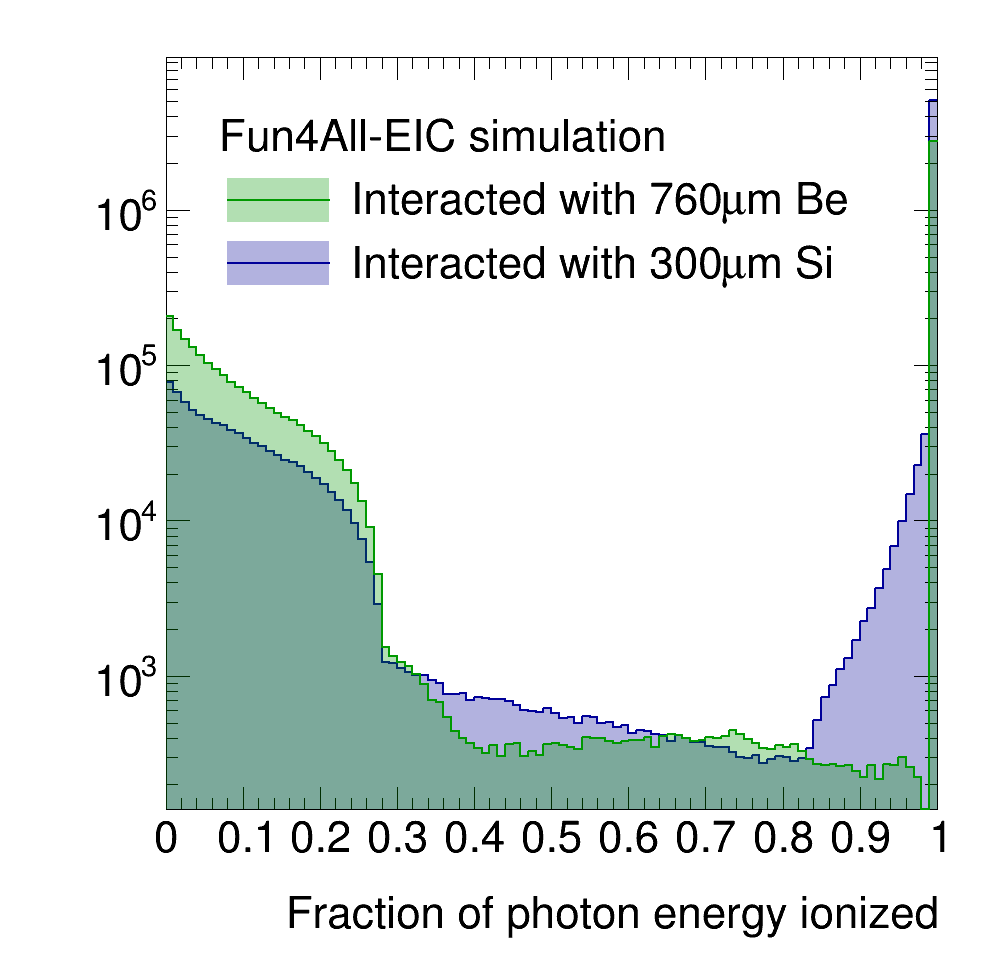 Fun4All-EIC simulation
Interacted with 760μm Be
Interacted with 300μm Si
10⁶
10⁵
10⁴
10³
0 0.1 0.2 0.3 0.4 0.5 0.6 0.7 0.8 0.9 1
Fraction of photon energy ionized